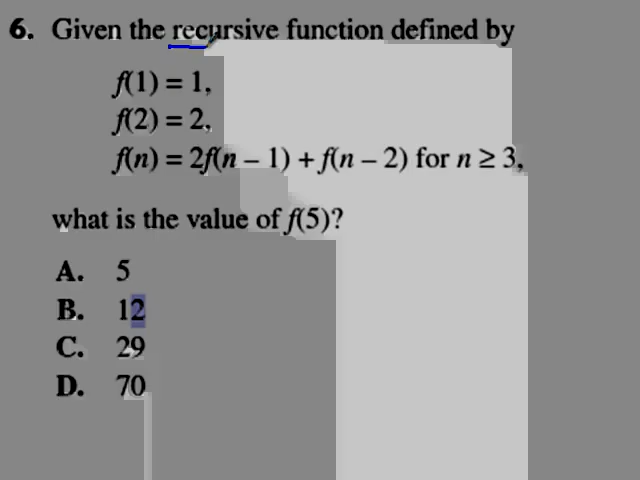 6. Given the recursive function defined by
f(1) = 1,
f(2) = 2,
f(n) = 2f(n – 1) + f(n – 2) for n ≥ 3,
what is the value of f(5)?
A. 5
B. 12
C. 29
D. 70